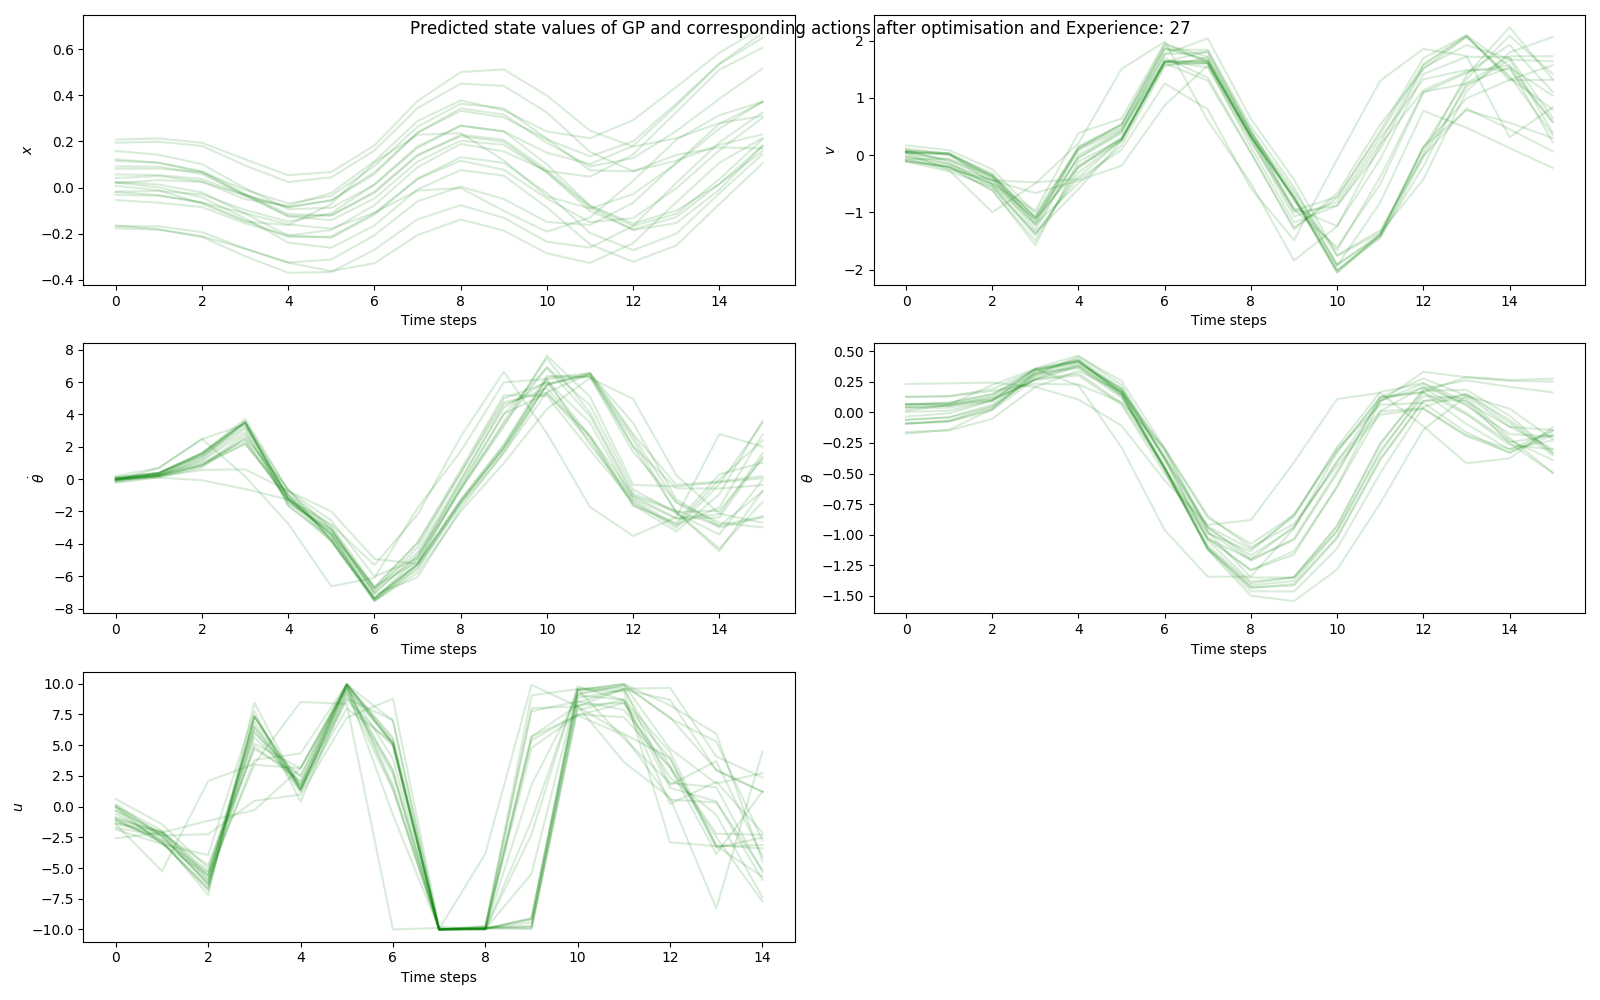 Predicted state values of GP and corresponding actions after optimisation and Experience: 27
x
0.6
0.4
0.2
0.0
−0.2
−0.4
0 2 4 6 8 10 12 14
Time steps
v
2
1
0
−1
−2
0 2 4 6 8 10 12 14
Time steps
θ̇
8
6
4
2
0
−2
−4
−6
−8
0 2 4 6 8 10 12 14
Time steps
θ
0.50
0.25
0.00
−0.25
−0.50
−0.75
−1.00
−1.25
−1.50
0 2 4 6 8 10 12 14
Time steps
u
10.0
7.5
5.0
2.5
0.0
−2.5
−5.0
−7.5
−10.0
0 2 4 6 8 10 12 14
Time steps